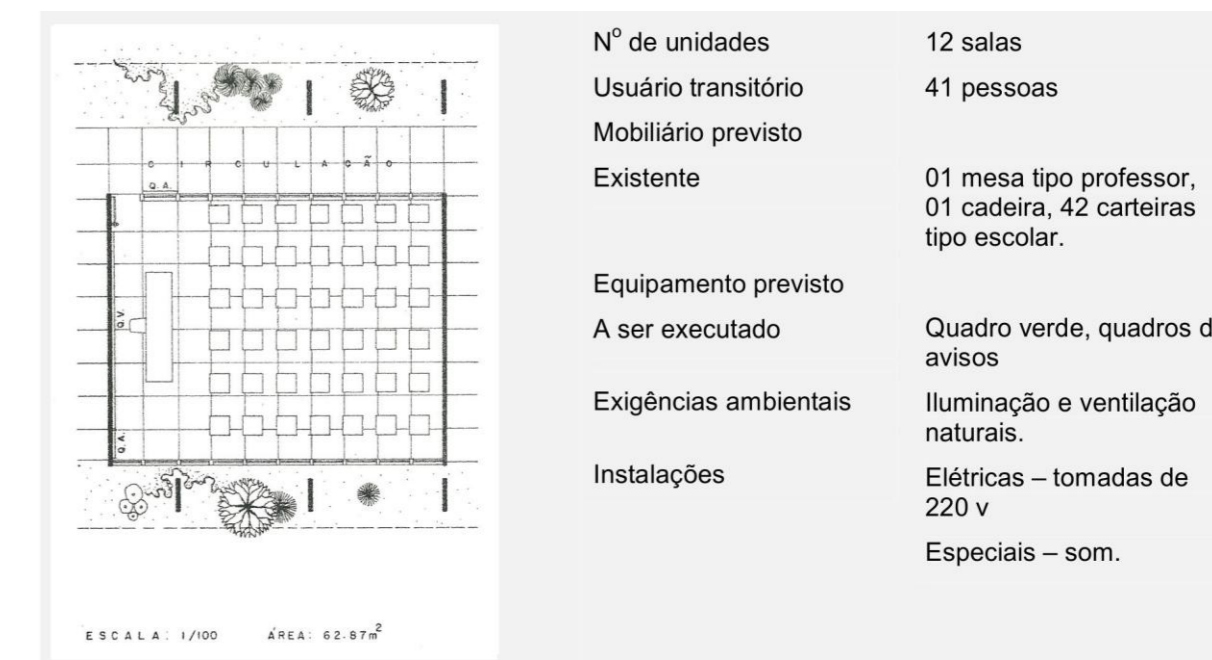 CIRCULAÇÃO
Q.A.
Q.V.
Q.A.
ESCALA: 1/100 ÁREA: 62.87m²
Nº de unidades 12 salas
Usuário transitório 41 pessoas
Mobiliário previsto
Existente 01 mesa tipo professor,
01 cadeira, 42 carteiras
tipo escolar.
Equipamento previsto
A ser executado Quadro verde, quadros d
avisos
Exigências ambientais Iluminação e ventilação
naturais.
Instalações Elétricas – tomadas de
220 v
Especiais – som.